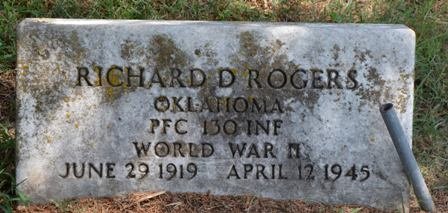 RICHARD D ROGERS
OKLAHOMA
PFC 130 INF
WORLD WAR II
JUNE 29 1919 APRIL 12 1945